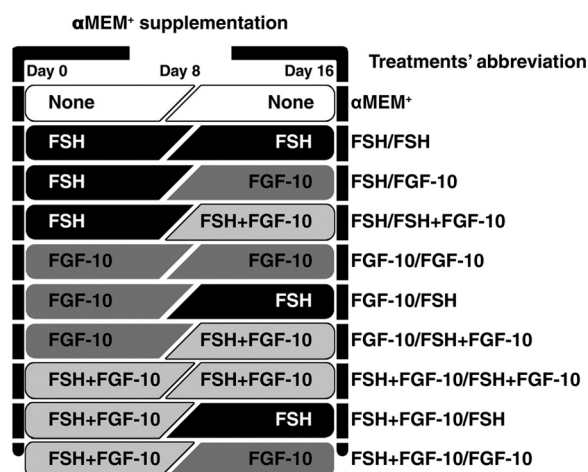 αMEM⁺ supplementation
Treatments' abbreviation
Day 0 Day 8 Day 16
None None αMEM⁺
FSH FSH FSH/FSH
FSH FGF-10 FSH/FGF-10
FSH FSH+FGF-10 FSH/FSH+FGF-10
FGF-10 FGF-10 FGF-10/FGF-10
FGF-10 FSH FGF-10/FSH
FGF-10 FSH+FGF-10 FGF-10/FSH+FGF-10
FSH+FGF-10 FSH+FGF-10 FSH+FGF-10/FSH+FGF-10
FSH+FGF-10 FSH FSH+FGF-10/FSH
FSH+FGF-10 FGF-10 FSH+FGF-10/FGF-10